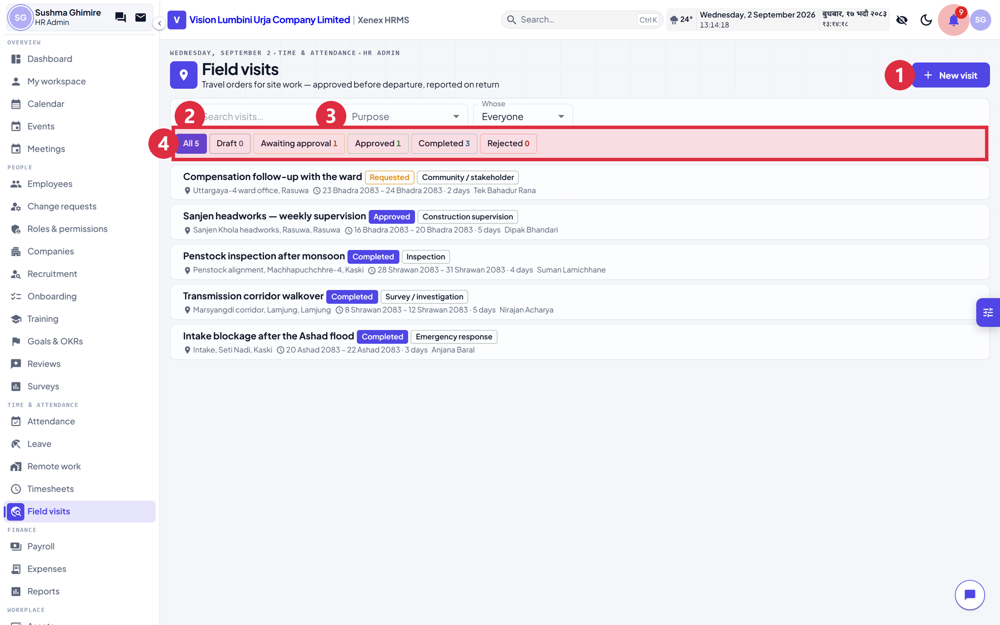 SG
Sushma Ghimire
HR Admin
V Vision Lumbini Urja Company Limited | Xenex HRMS
Search... Ctrl K
24°
Wednesday, 2 September 2026
13:14:18
बुधबार, १७ भदौ २०८३
१३:१४:१८
9
SG
OVERVIEW
Dashboard
My workspace
Calendar
Events
Meetings
PEOPLE
Employees
Change requests
Roles & permissions
Companies
Recruitment
Onboarding
Training
Goals & OKRs
Reviews
Surveys
TIME & ATTENDANCE
Attendance
Leave
Remote work
Timesheets
Field visits
FINANCE
Payroll
Expenses
Reports
WORKPLACE
WEDNESDAY, SEPTEMBER 2 • TIME & ATTENDANCE • HR ADMIN
Field visits
Travel orders for site work — approved before departure, reported on return
1 + New visit
2 Search visits...
3 Purpose
Whose
Everyone
4 All 5 Draft 0 Awaiting approval 1 Approved 1 Completed 3 Rejected 0
Compensation follow-up with the ward Requested Community / stakeholder
Uttargaya-4 ward office, Rasuwa 23 Bhadra 2083 – 24 Bhadra 2083 · 2 days Tek Bahadur Rana
Sanjen headworks — weekly supervision Approved Construction supervision
Sanjen Khola headworks, Rasuwa, Rasuwa 16 Bhadra 2083 – 20 Bhadra 2083 · 5 days Dipak Bhandari
Penstock inspection after monsoon Completed Inspection
Penstock alignment, Machhapuchchhre-4, Kaski 28 Shrawan 2083 – 31 Shrawan 2083 · 4 days Suman Lamichhane
Transmission corridor walkover Completed Survey / investigation
Marsyangdi corridor, Lamjung, Lamjung 8 Shrawan 2083 – 12 Shrawan 2083 · 5 days Nirajan Acharya
Intake blockage after the Ashad flood Completed Emergency response
Intake, Seti Nadi, Kaski 20 Ashad 2083 – 22 Ashad 2083 · 3 days Anjana Baral